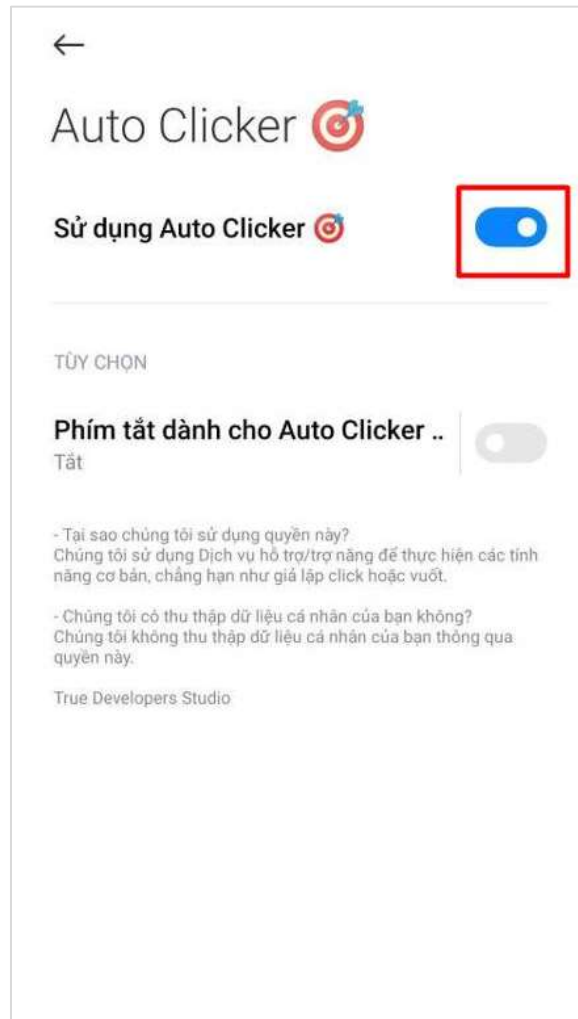 Auto Clicker 🎯
Sử dụng Auto Clicker 🎯
TÙY CHỌN
Phím tắt dành cho Auto Clicker ..
Tắt
- Tại sao chúng tôi sử dụng quyền này?
Chúng tôi sử dụng Dịch vụ hỗ trợ/trợ năng để thực hiện các tính
năng cơ bản, chẳng hạn như giả lập click hoặc vuốt.
- Chúng tôi có thu thập dữ liệu cá nhân của bạn không?
Chúng tôi không thu thập dữ liệu cá nhân của bạn thông qua
quyền này.
True Developers Studio